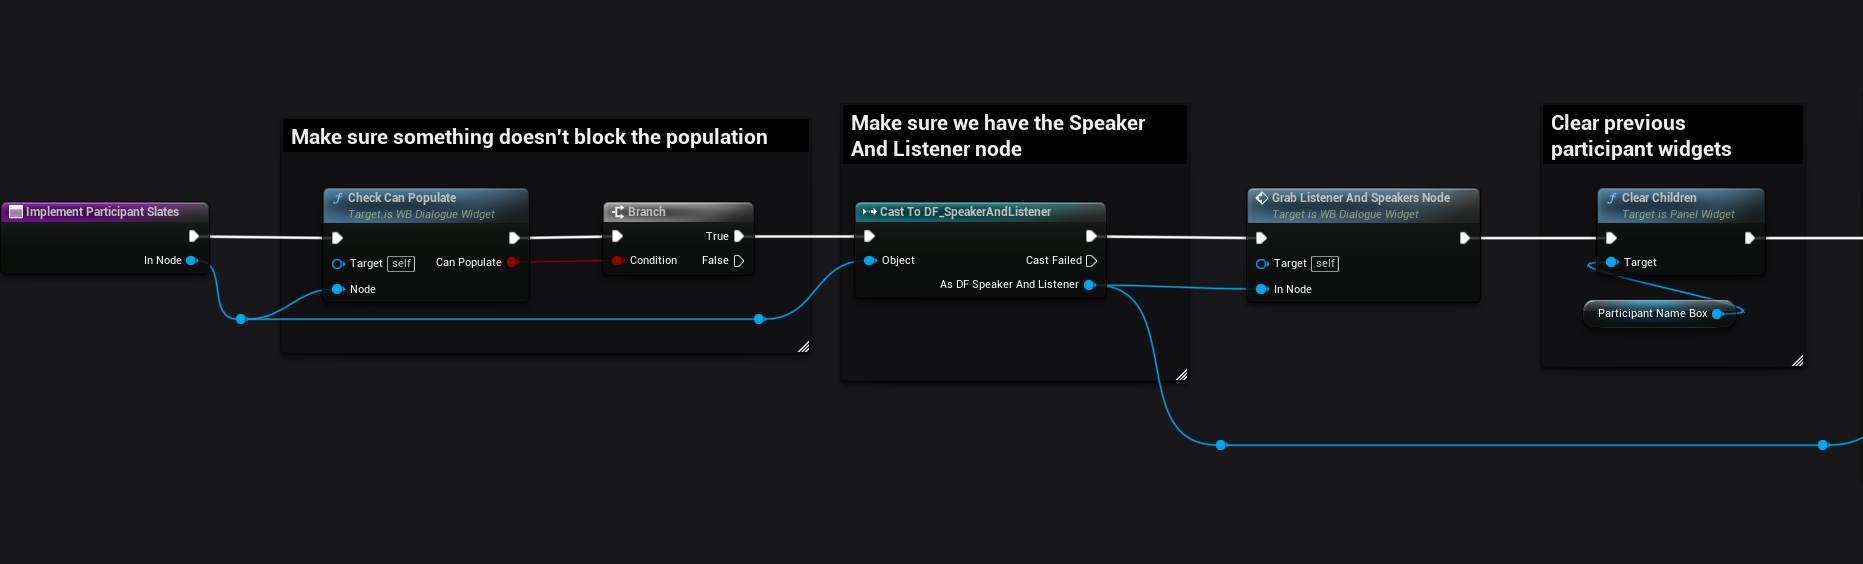 Make sure something doesn't block the population
Make sure we have the Speaker
And Listener node
Clear previous
participant widgets
Implement Participant Slates
In Node
Check Can Populate
Target is WB Dialogue Widget
Target self
Can Populate
Node
Branch
True
Condition
False
Cast To DF_SpeakerAndListener
Object
Cast Failed
As DF Speaker And Listener
Grab Listener And Speakers Node
Target is WB Dialogue Widget
Target self
In Node
Clear Children
Target is Panel Widget
Target
Participant Name Box